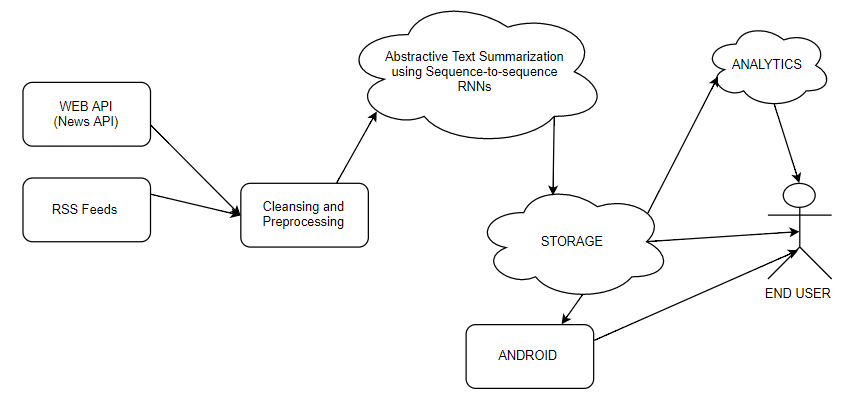 Abstractive Text Summarization
using Sequence-to-sequence
RNNs
ANALYTICS
WEB API
(News API)
RSS Feeds
Cleansing and
Preprocessing
STORAGE
END USER
ANDROID